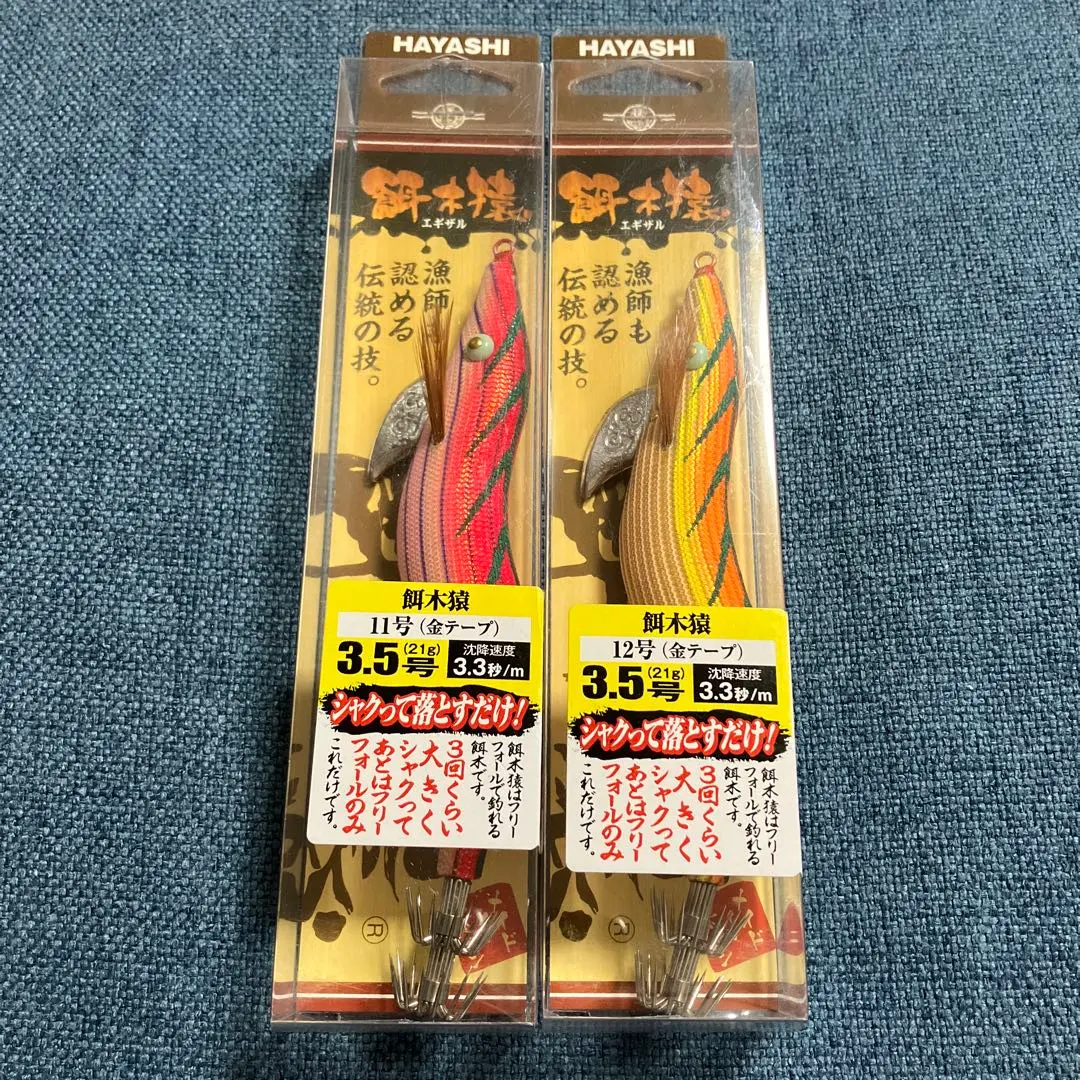 HAYASHI
餌木猿
エギザル
漁師
認める
伝統の技。
餌木猿
11号(金テープ)
3.5号
(21g)
沈降速度
3.3秒/m
シャクって落とすだけ!
餌木猿はフリー
フォールで釣れる
餌木です。
3回くらい
大きく
シャクって
あとはフリー
フォールのみ
これだけです。
®
HAYASHI
餌木猿
エギザル
漁師も
認める
伝統の技。
餌木猿
12号(金テープ)
3.5号
(21g)
沈降速度
3.3秒/m
シャクって落とすだけ!
餌木猿はフリー
フォールで釣れる
餌木です。
3回くらい
大きく
シャクって
あとはフリー
フォールのみ
これだけです。
®